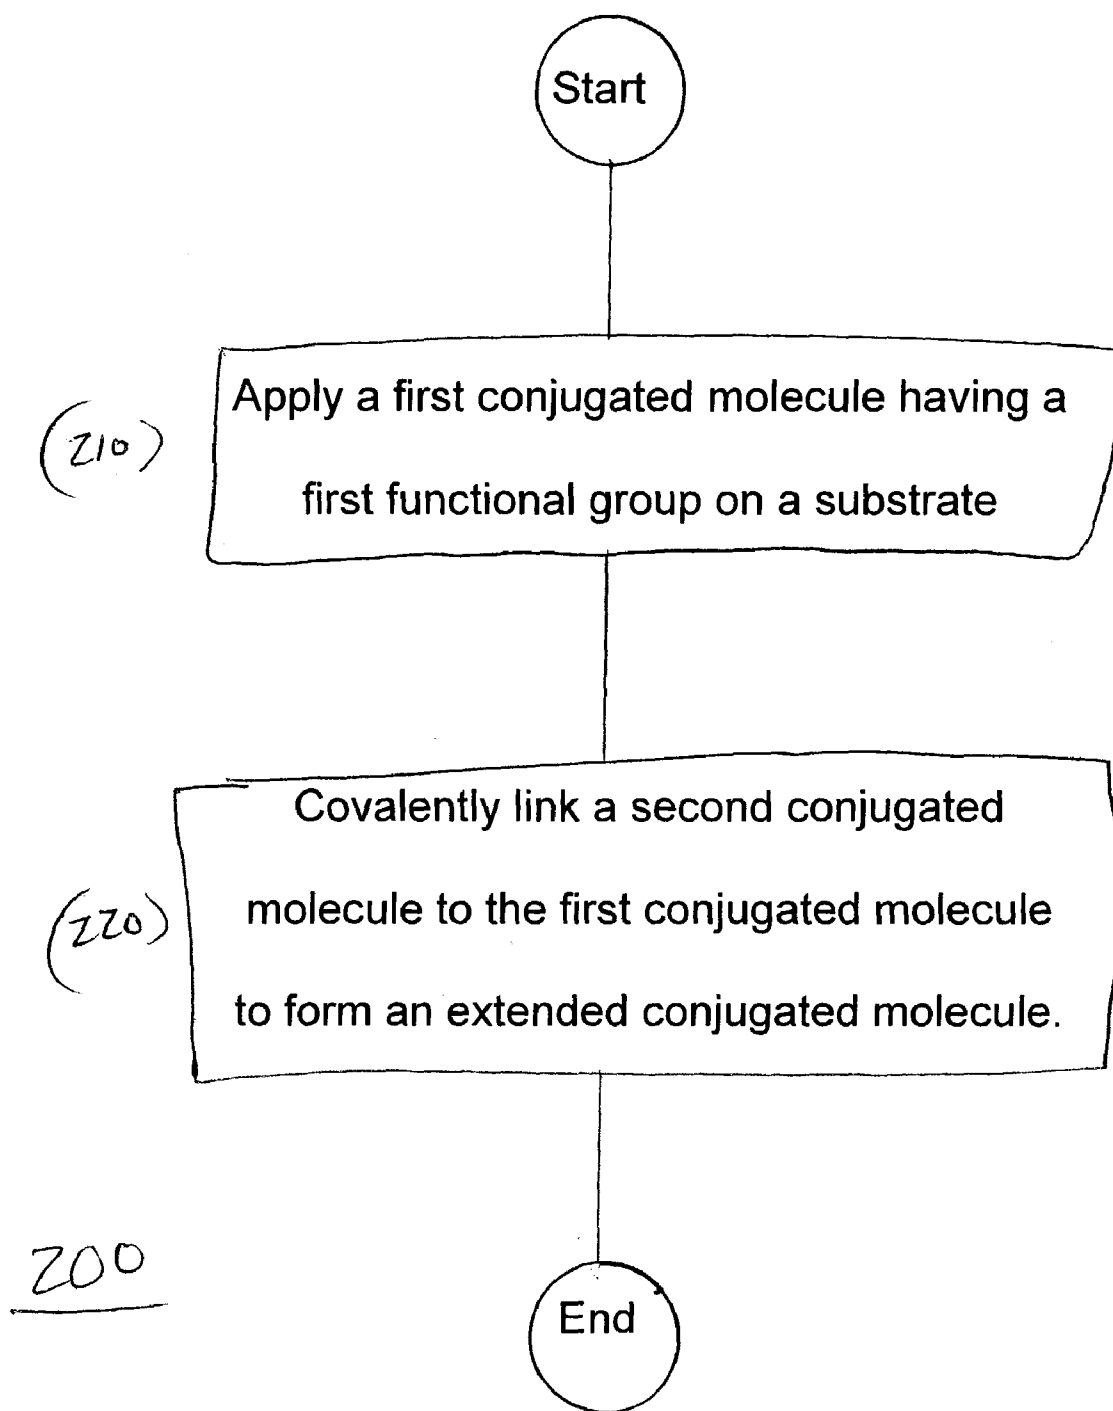 Start
Apply a first conjugated molecule having a
(210)
first functional group on a substrate
Covalently link a second conjugated
(220)
molecule to the first conjugated molecule
to form an extended conjugated molecule.
200
End